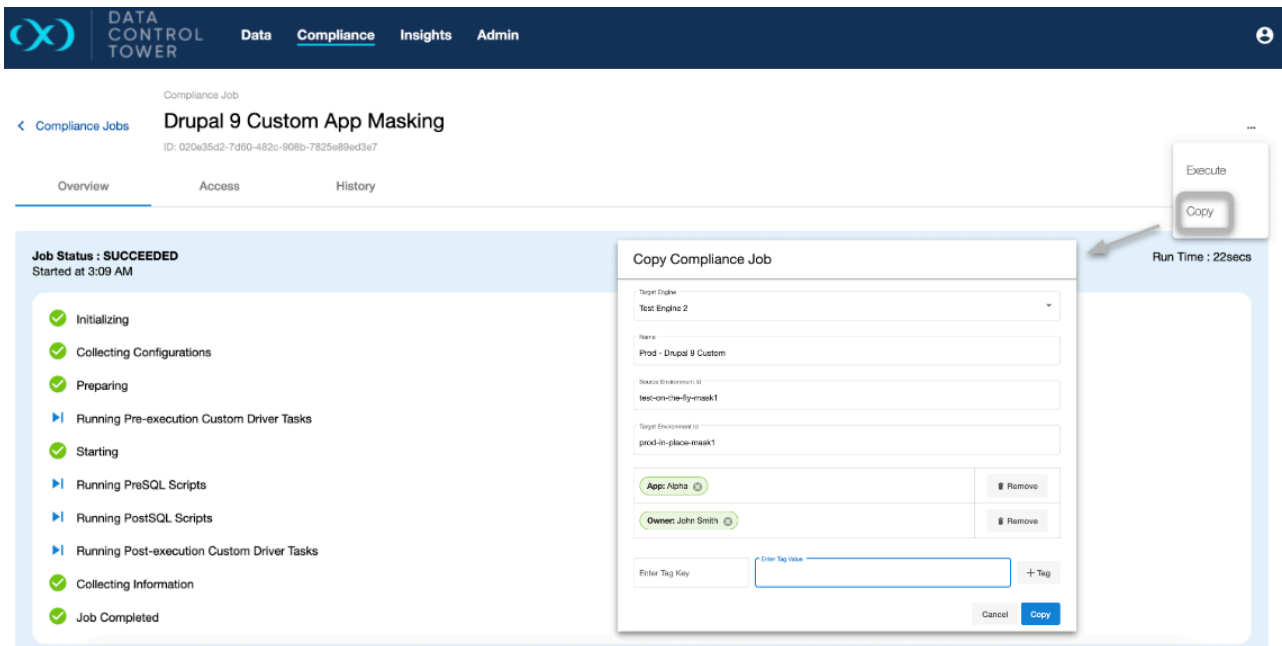 DATA
CONTROL
TOWER
Data Compliance Insights Admin
Compliance Job
Compliance Jobs
Drupal 9 Custom App Masking
ID: 020e35d2-7d60-482c-908b-7825e89ed3e7
...
Overview Access History
Execute
Copy
Job Status : SUCCEEDED
Started at 3:09 AM
Run Time : 22secs
Initializing
Collecting Configurations
Preparing
Running Pre-execution Custom Driver Tasks
Starting
Running PreSQL Scripts
Running PostSQL Scripts
Running Post-execution Custom Driver Tasks
Collecting Information
Job Completed
Copy Compliance Job
Target Engine
Test Engine 2
Name
Prod - Drupal 9 Custom
Source Environment Id
test-on-the-fly-mask1
Target Environment Id
prod-in-place-mask1
App: Alpha
Remove
Owner: John Smith
Remove
Enter Tag Key
Enter Tag Value
+ Tag
Cancel
Copy